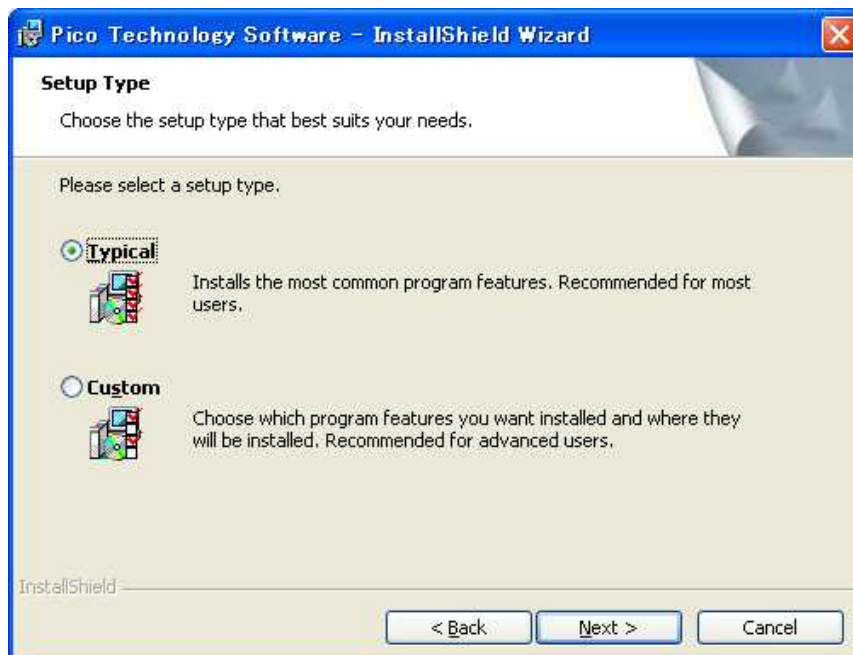 Pico Technology Software - InstallShield Wizard
Setup Type
Choose the setup type that best suits your needs.
Please select a setup type.
Typical
Installs the most common program features. Recommended for most
users.
Custom
Choose which program features you want installed and where they
will be installed. Recommended for advanced users.
InstallShield
< Back
Next >
Cancel